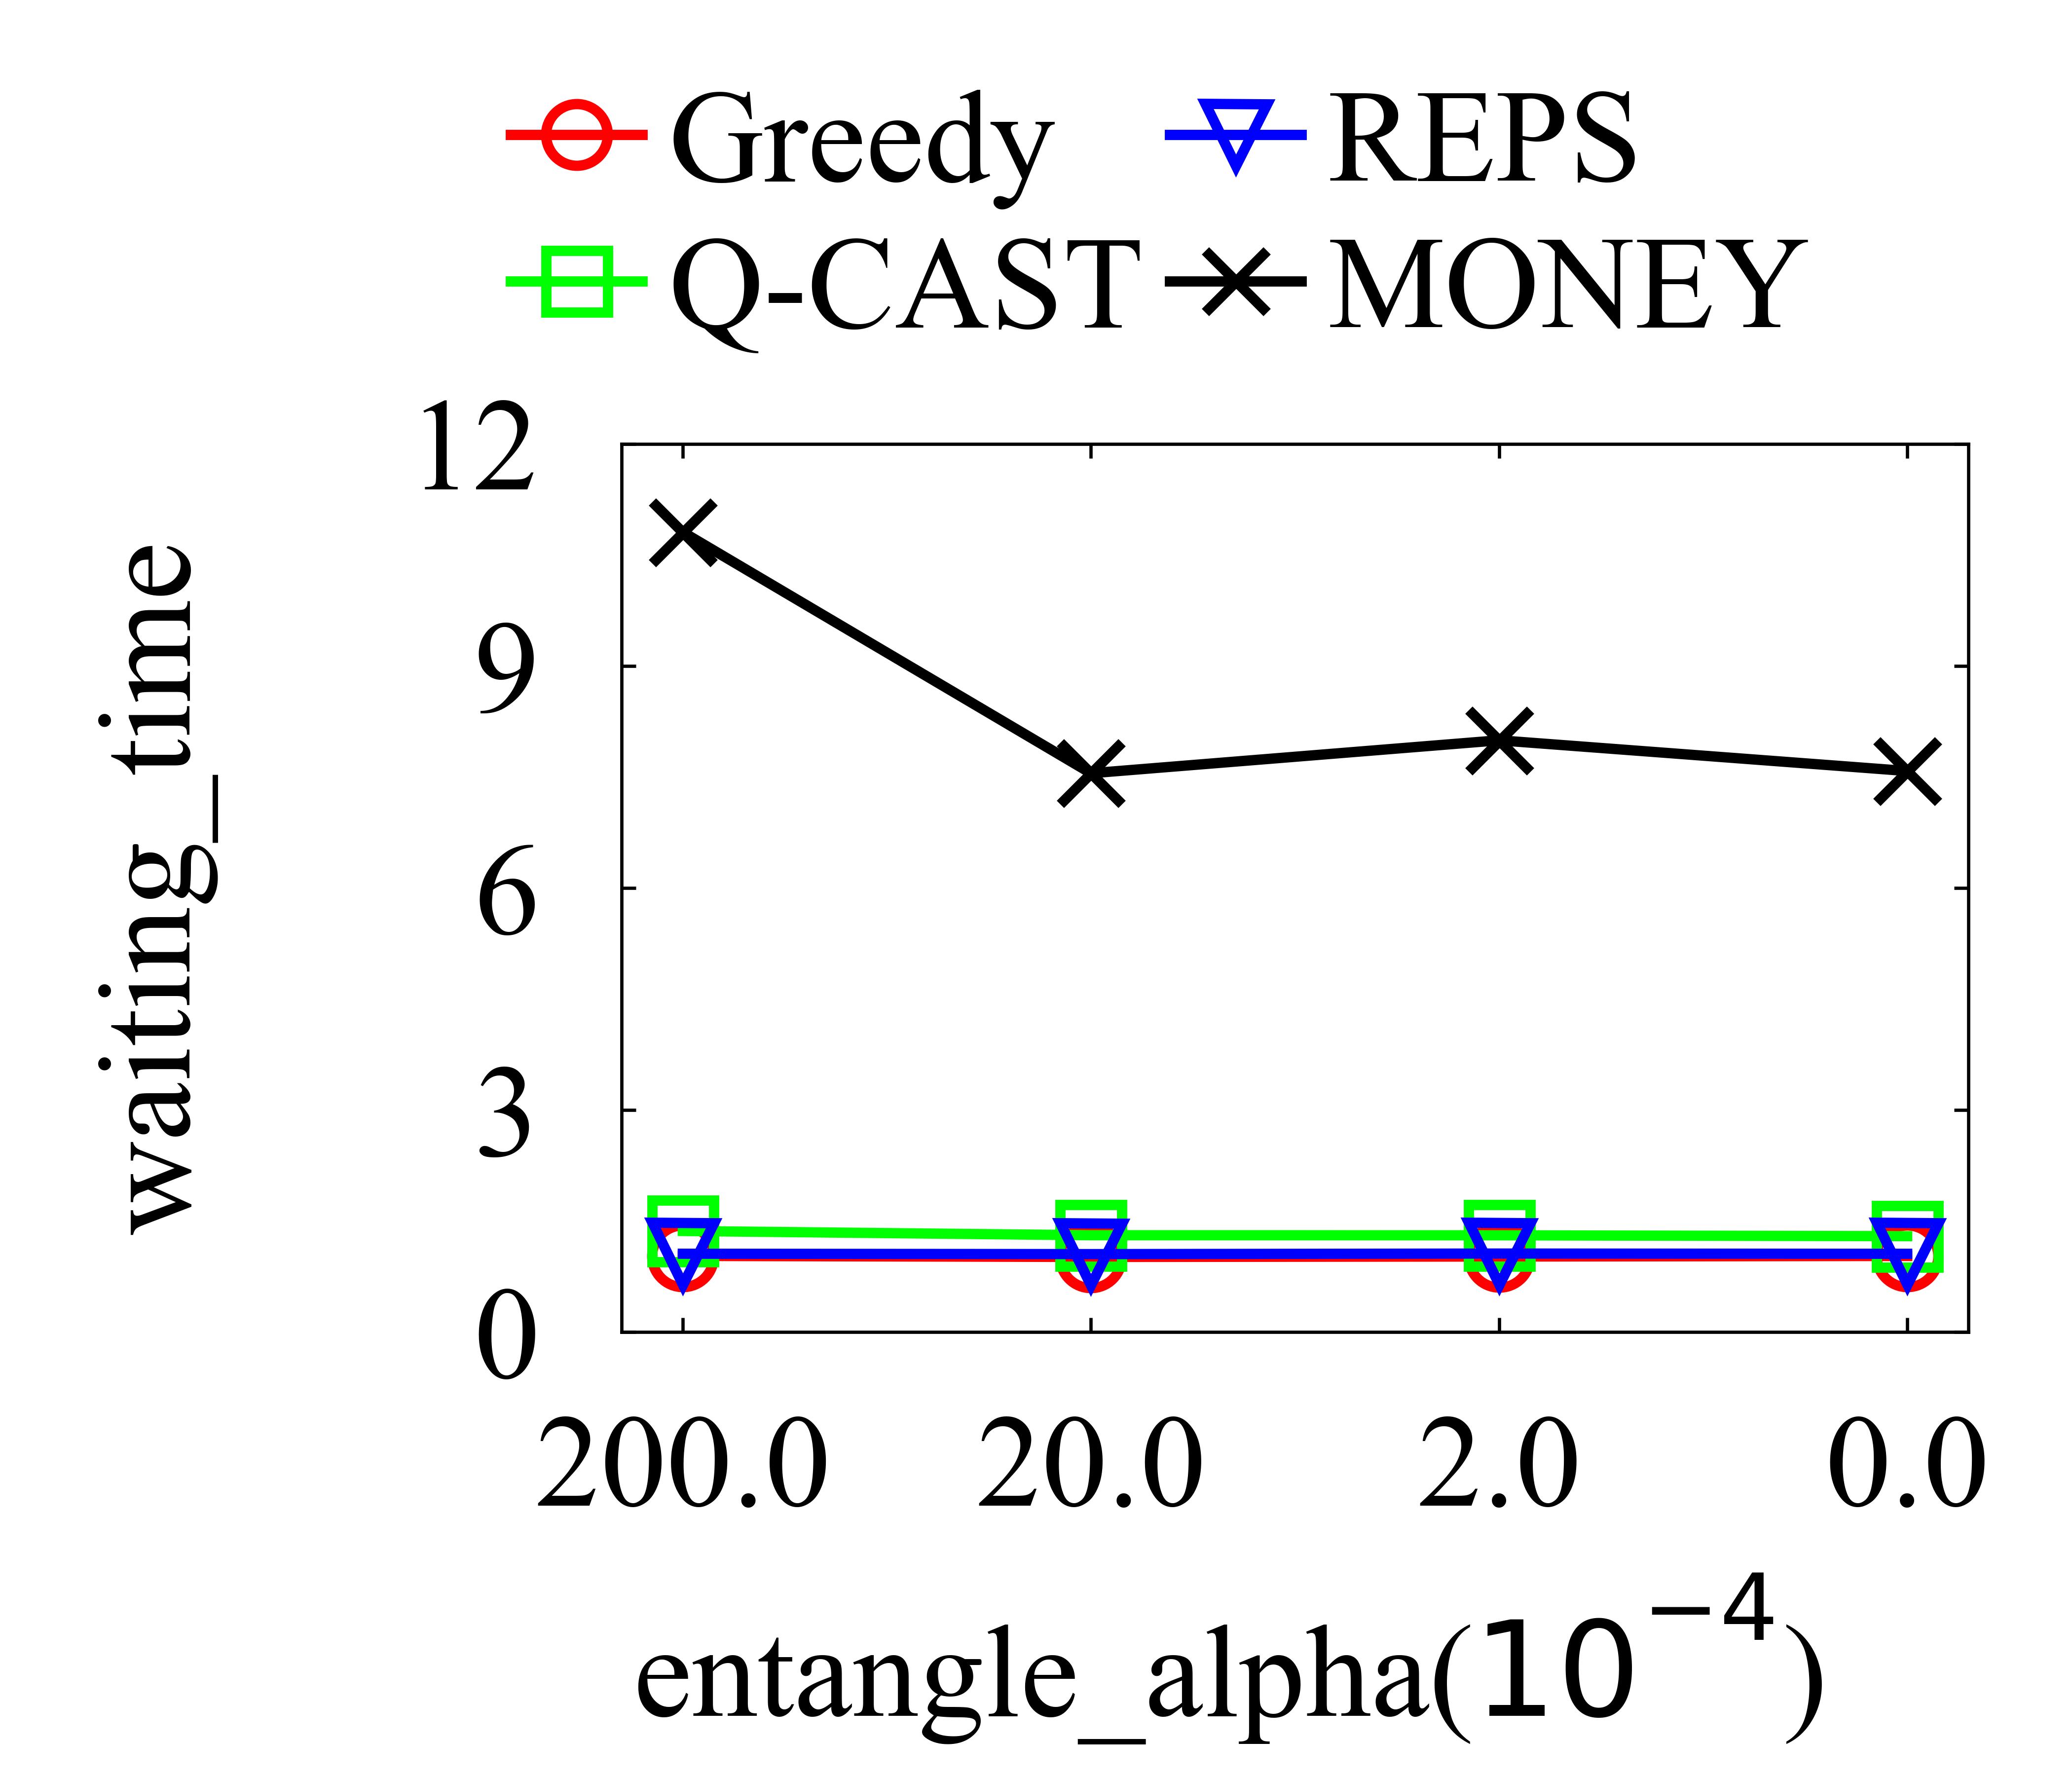 Greedy REPS
Q-CAST MONEY
12
9
6
3
0
waiting_time
200.0 20.0 2.0 0.0
entangle_alpha(10⁻⁴)